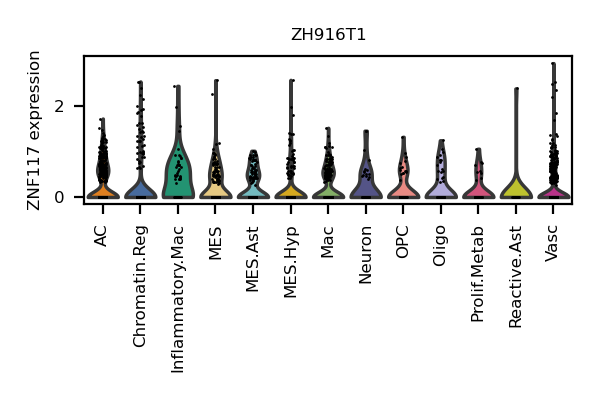 ZH916T1
ZNF117 expression
2
0
AC
Chromatin.Reg
Inflammatory.Mac
MES
MES.Ast
MES.Hyp
Mac
Neuron
OPC
Oligo
Prolif.Metab
Reactive.Ast
Vasc